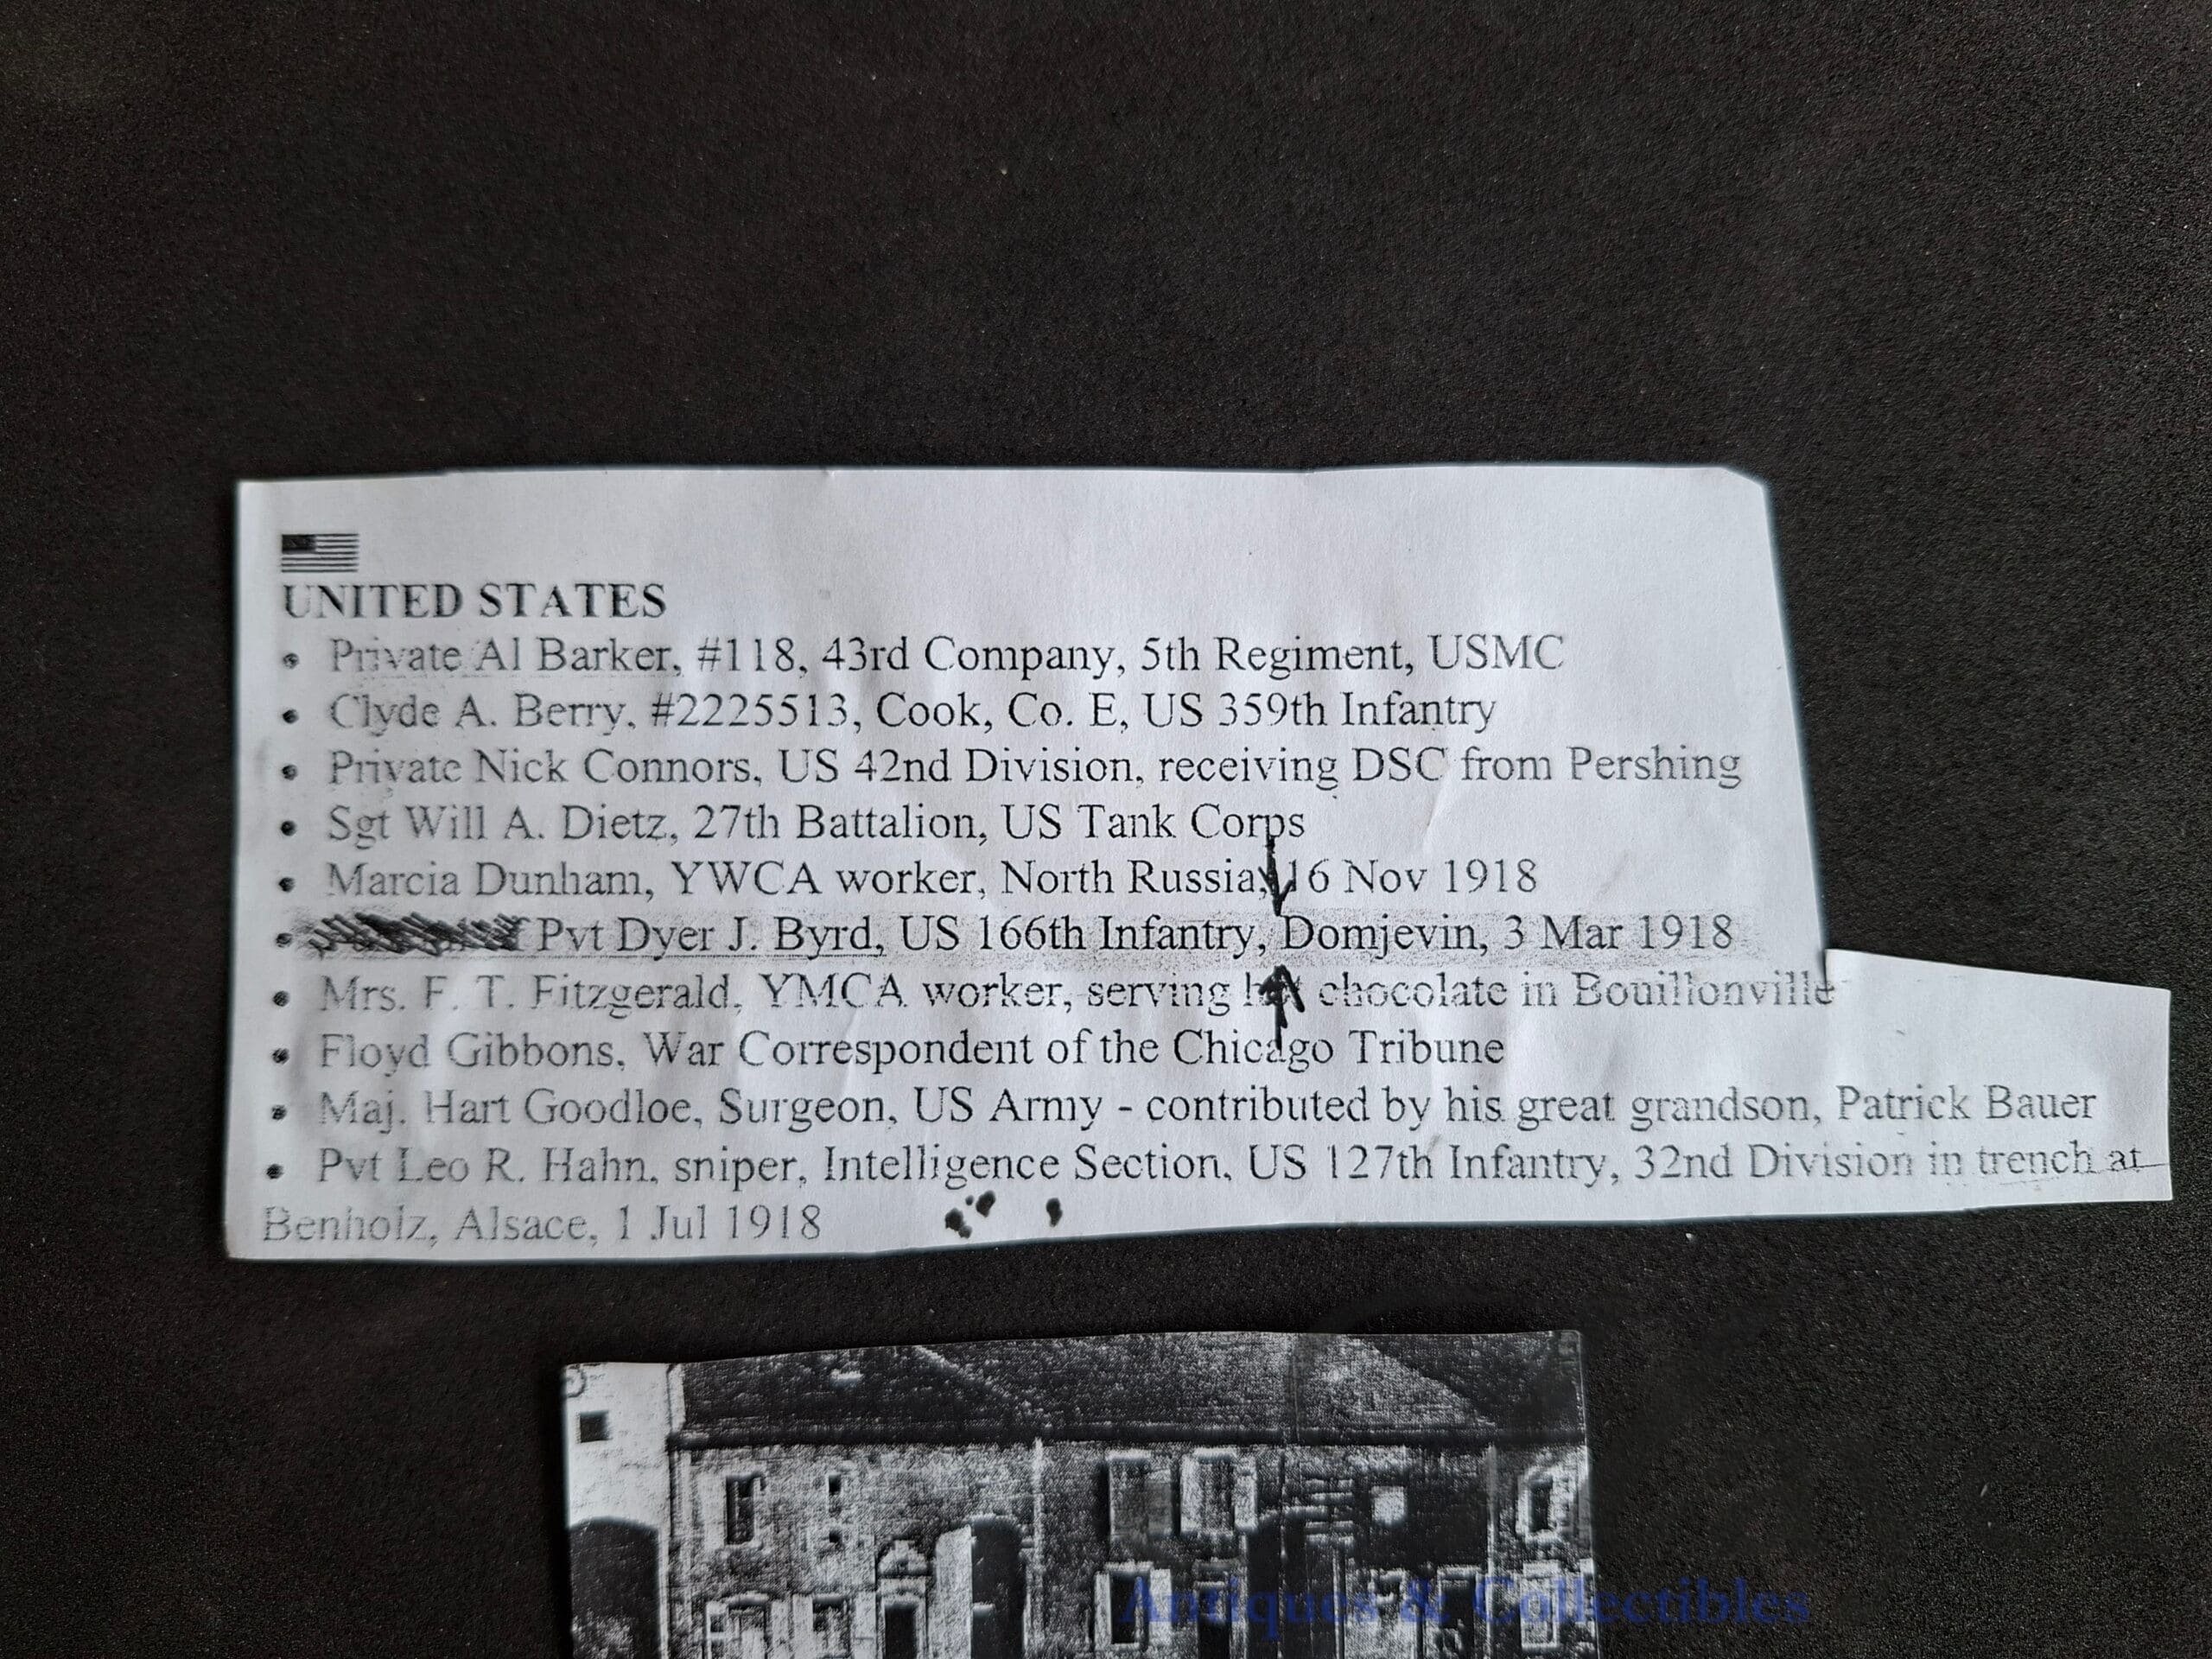 UNITED STATES
• Private Al Barker, #118, 43rd Company, 5th Regiment, USMC
• Clyde A. Berry, #2225513, Cook, Co. E, US 359th Infantry
• Private Nick Connors, US 42nd Division, receiving DSC from Pershing
• Sgt Will A. Dietz, 27th Battalion, US Tank Corps
• Marcia Dunham, YWCA worker, North Russia, 16 Nov 1918
• Pvt Dyer J. Byrd, US 166th Infantry, Domjevin, 3 Mar 1918
• Mrs. F. T. Fitzgerald, YMCA worker, serving hot chocolate in Bouillonville
• Floyd Gibbons, War Correspondent of the Chicago Tribune
• Maj. Hart Goodloe, Surgeon, US Army - contributed by his great grandson, Patrick Bauer
• Pvt Leo R. Hahn, sniper, Intelligence Section, US 127th Infantry, 32nd Division in trench at
Benholz, Alsace, 1 Jul 1918
Antiques & Collectibles